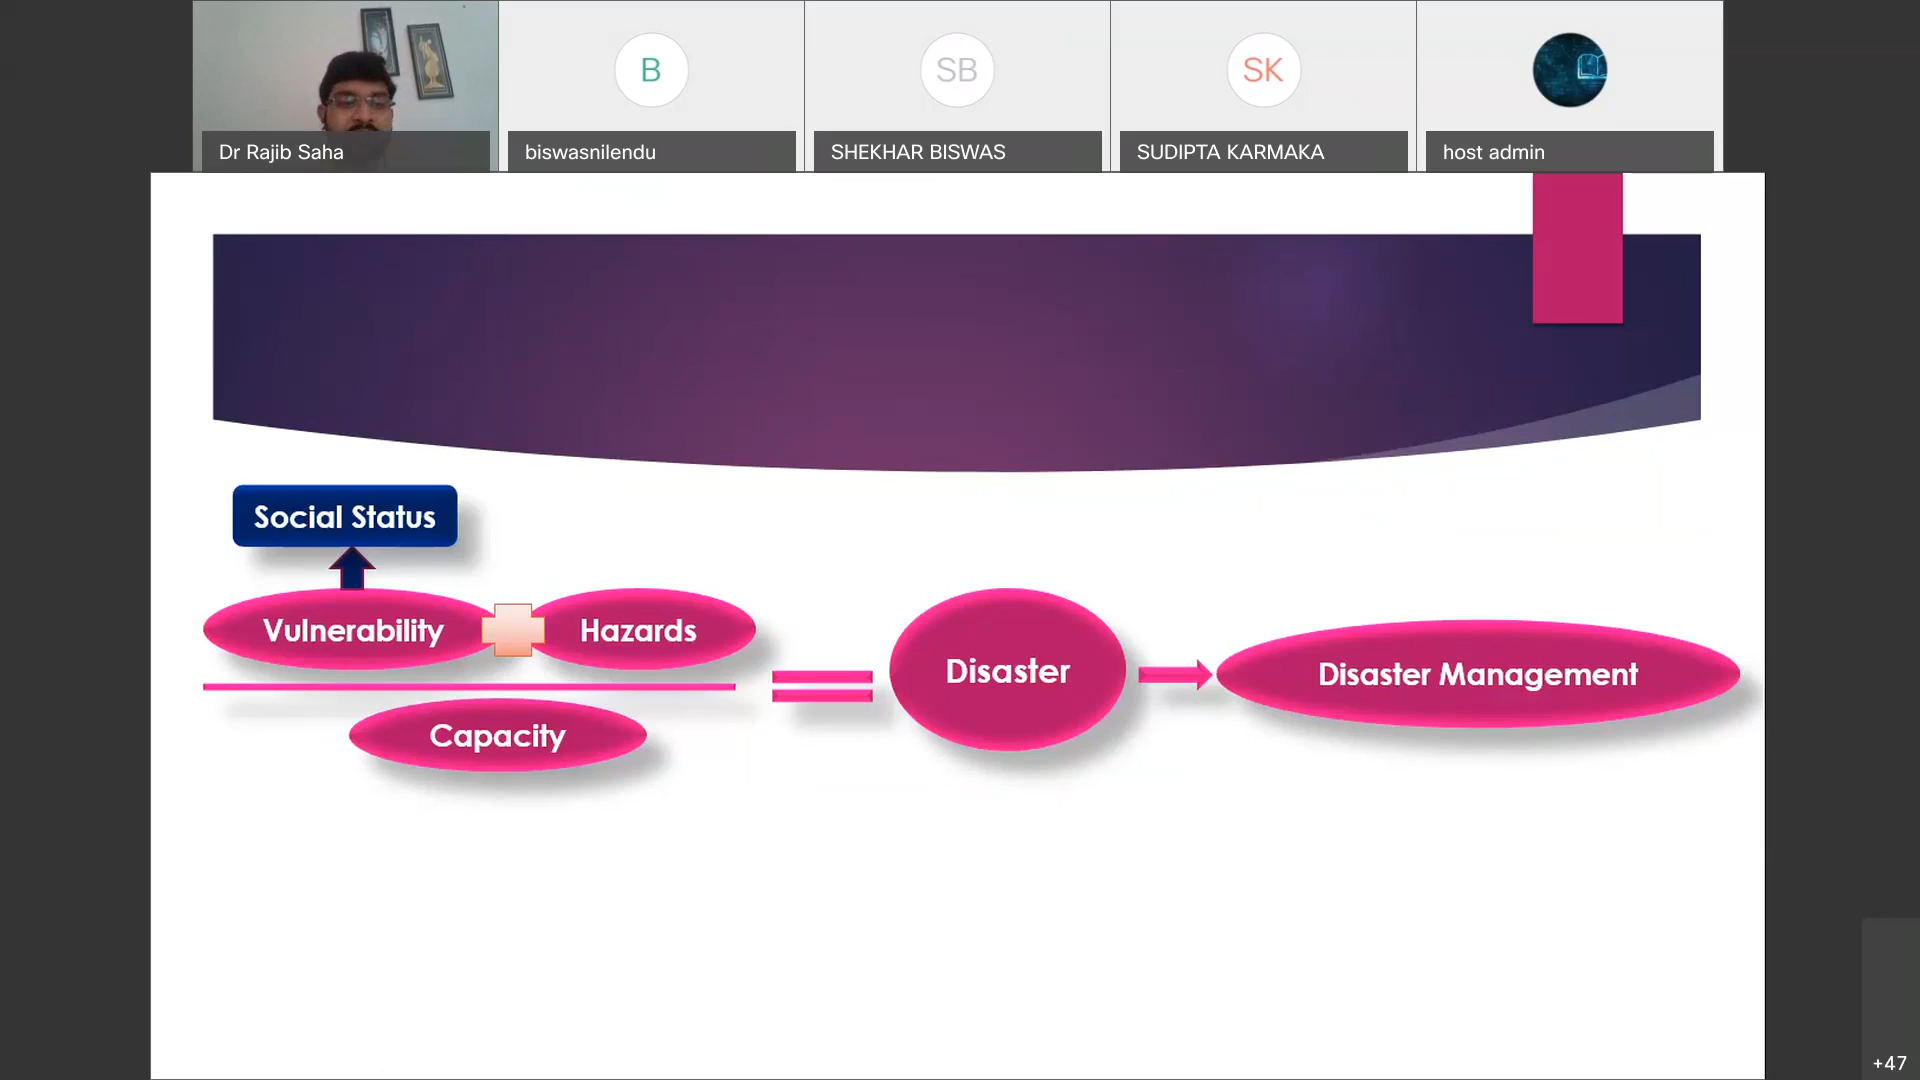 B
SB
SK
Dr Rajib Saha
biswasnilendu
SHEKHAR BISWAS
SUDIPTA KARMAKA
host admin
Social Status
Vulnerability
Hazards
Capacity
Disaster
Disaster Management
+47